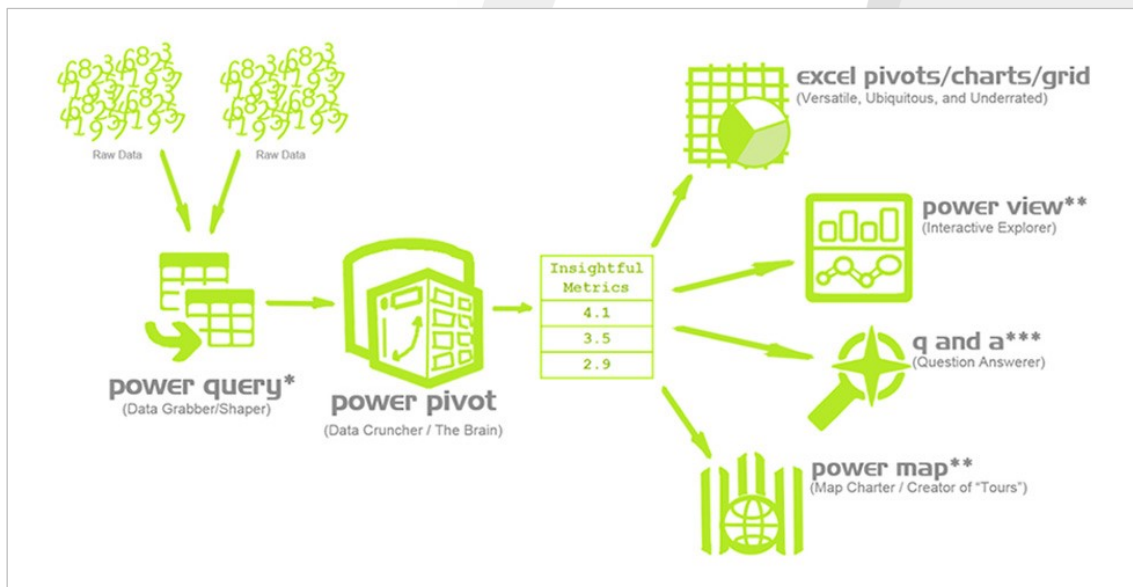 Raw Data
Raw Data
power query*
(Data Grabber/Shaper)
power pivot
(Data Cruncher / The Brain)
Insightful
Metrics
4.1
3.5
2.9
excel pivots/charts/grid
(Versatile, Ubiquitous, and Underrated)
power view**
(Interactive Explorer)
q and a***
(Question Answerer)
power map**
(Map Charter / Creator of “Tours”)